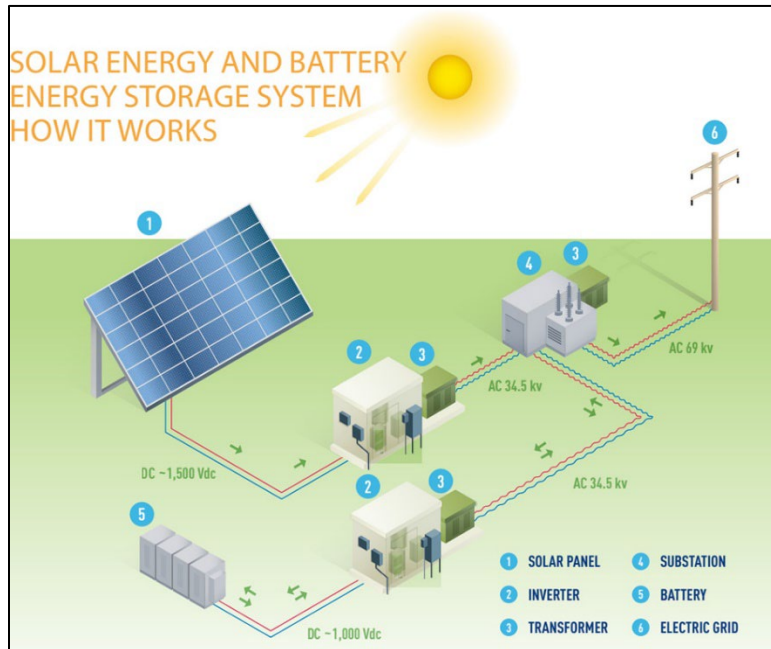 SOLAR ENERGY AND BATTERY
ENERGY STORAGE SYSTEM
HOW IT WORKS
6
1
4
3
AC 69 kv
2
3
AC 34.5 kv
DC ~1,500 Vdc
2
3
AC 34.5 kv
5
DC ~1,000 Vdc
1 SOLAR PANEL
2 INVERTER
3 TRANSFORMER
4 SUBSTATION
5 BATTERY
6 ELECTRIC GRID